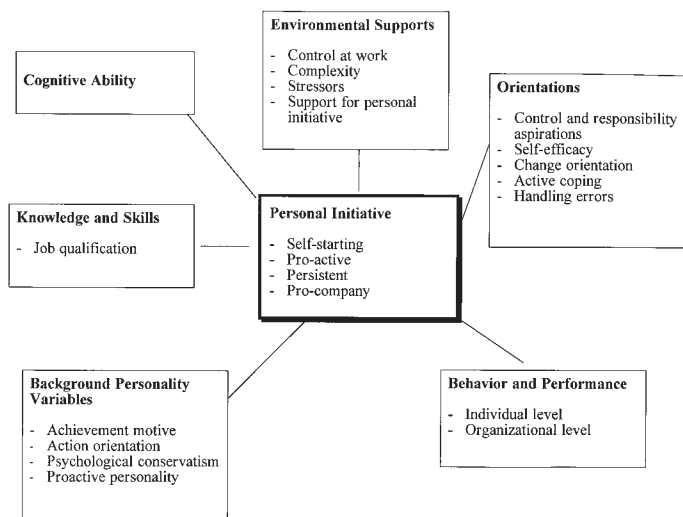 Environmental Supports
- Control at work
- Complexity
- Stressors
- Support for personal
initiative
Cognitive Ability
Orientations
- Control and responsibility
aspirations
- Self-efficacy
- Change orientation
- Active coping
- Handling errors
Knowledge and Skills
- Job qualification
Personal Initiative
- Self-starting
- Pro-active
- Persistent
- Pro-company
Background Personality
Variables
- Achievement motive
- Action orientation
- Psychological conservatism
- Proactive personality
Behavior and Performance
- Individual level
- Organizational level